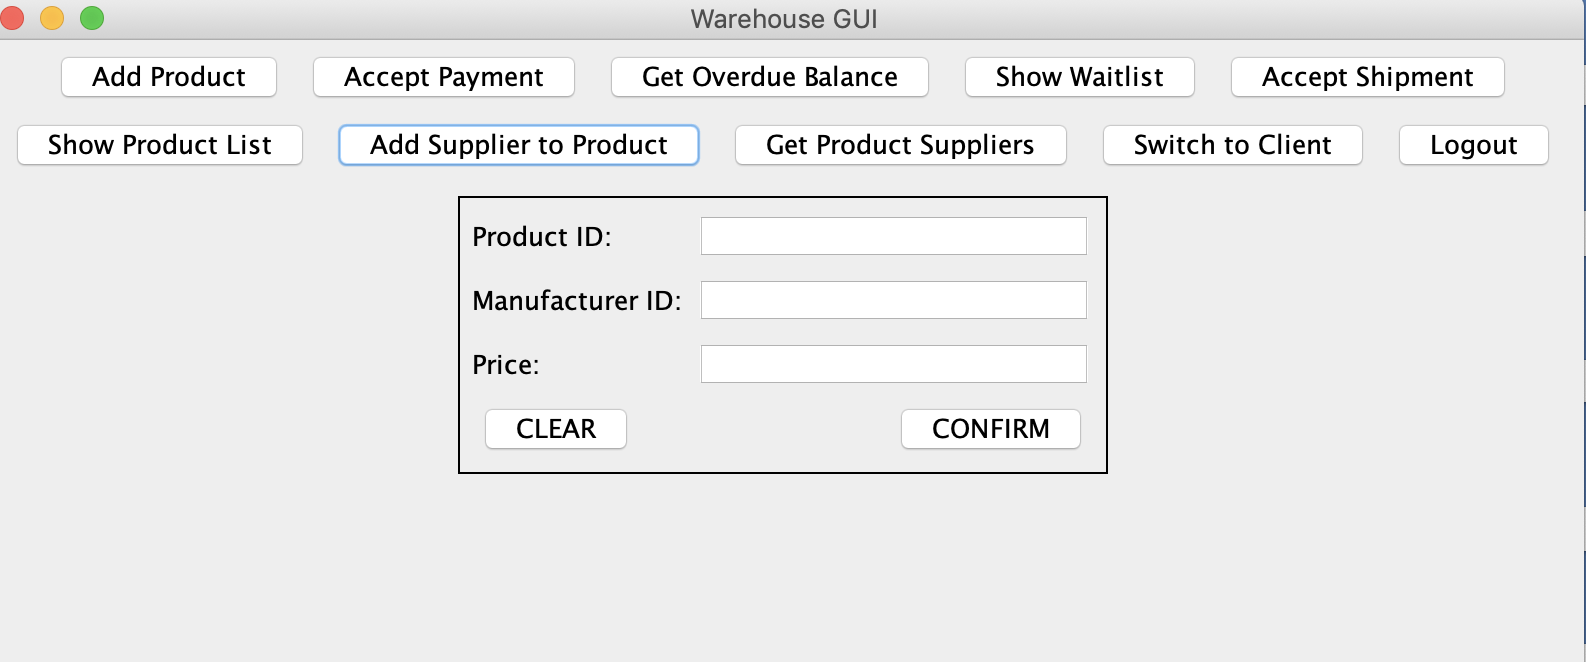 Warehouse GUI
Add Product Accept Payment Get Overdue Balance Show Waitlist Accept Shipment
Show Product List Add Supplier to Product Get Product Suppliers Switch to Client Logout
Product ID:
Manufacturer ID:
Price:
CLEAR CONFIRM